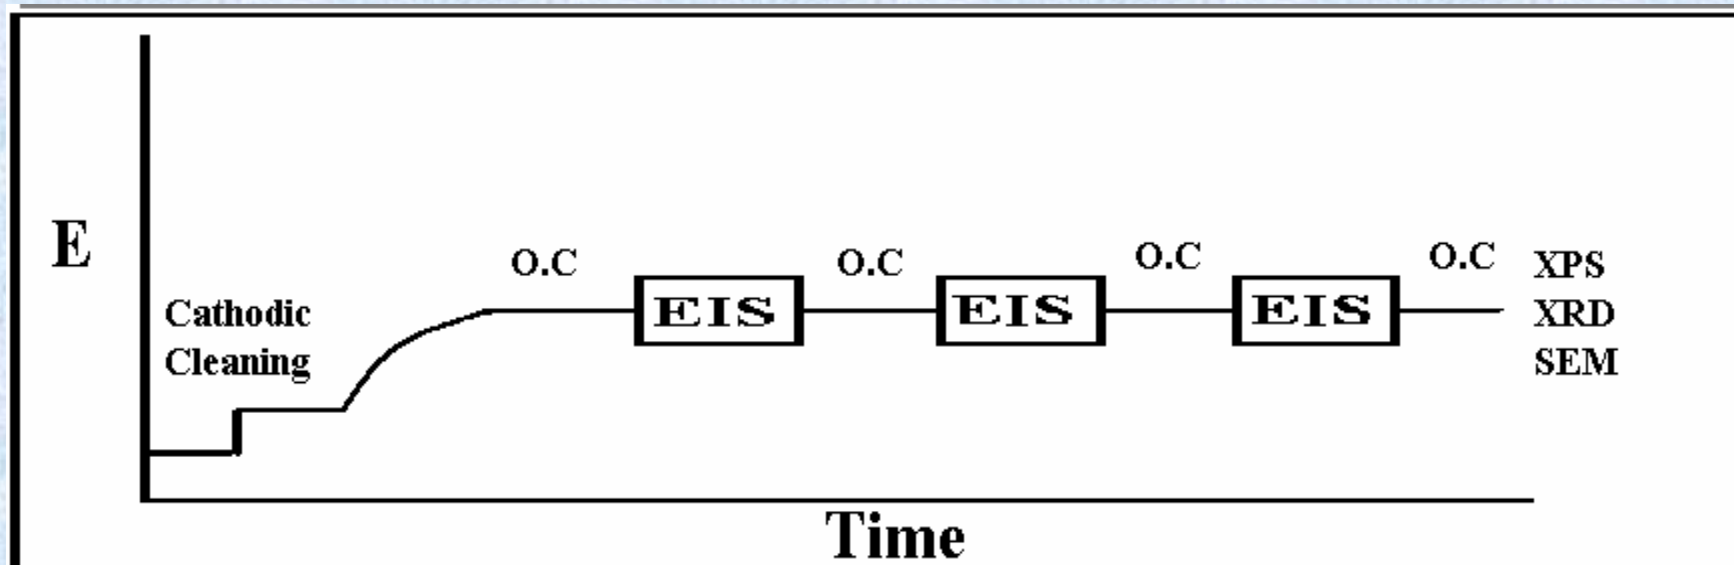 E
Cathodic
Cleaning
O.C
EIS
O.C
EIS
O.C
EIS
O.C
XPS
XRD
SEM
Time